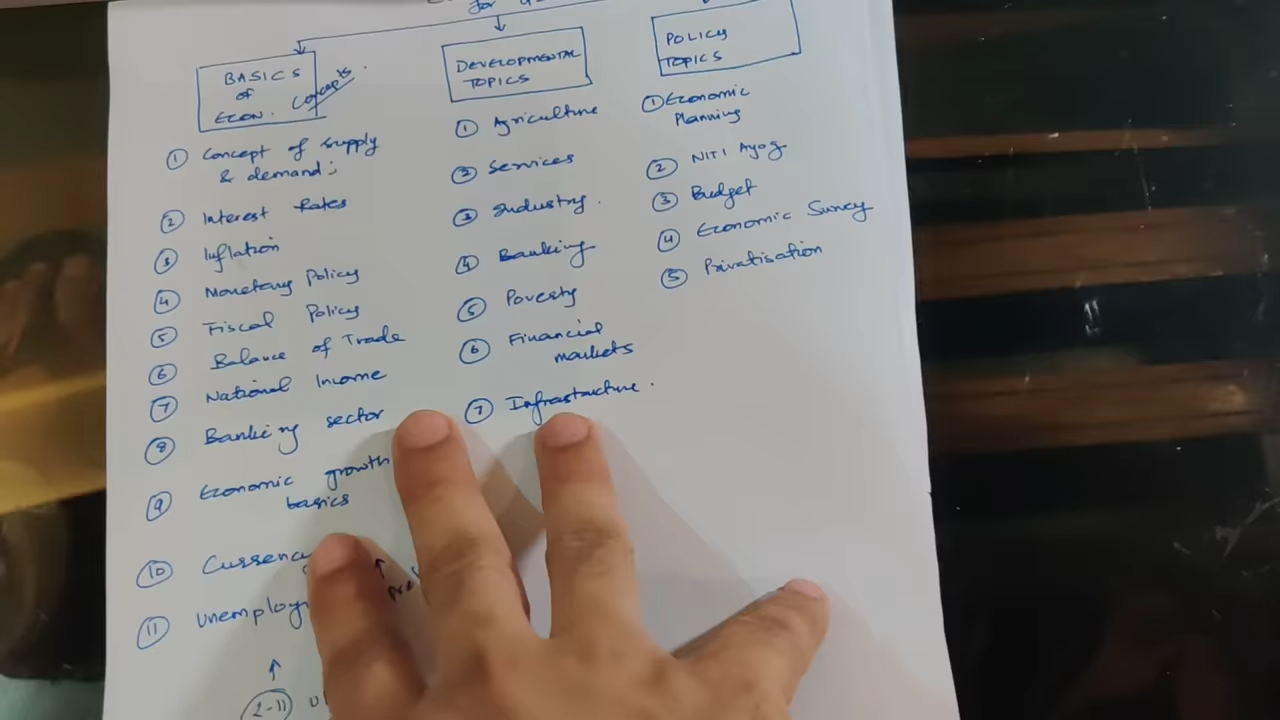 for
BASICS
of
ECON. Concepts.
① Concept of supply
& demand;
② Interest Rates
③ Inflation
④ Monetary Policy
⑤ Fiscal Policy
⑥ Balance of Trade
⑦ National Income
⑧ Banking sector
⑨ Economic growth
basics
⑩ Currency
⑪ Unemploy
2-11
DEVELOPMENTAL
TOPICS
① Agriculture
② Services
③ Industry.
④ Banking
⑤ Poverty
⑥ Financial
markets
⑦ Infrastructure.
POLICY
TOPICS
① Economic
Planning
② NITI Ayog
③ Budget
④ Economic Survey
⑤ Privatisation